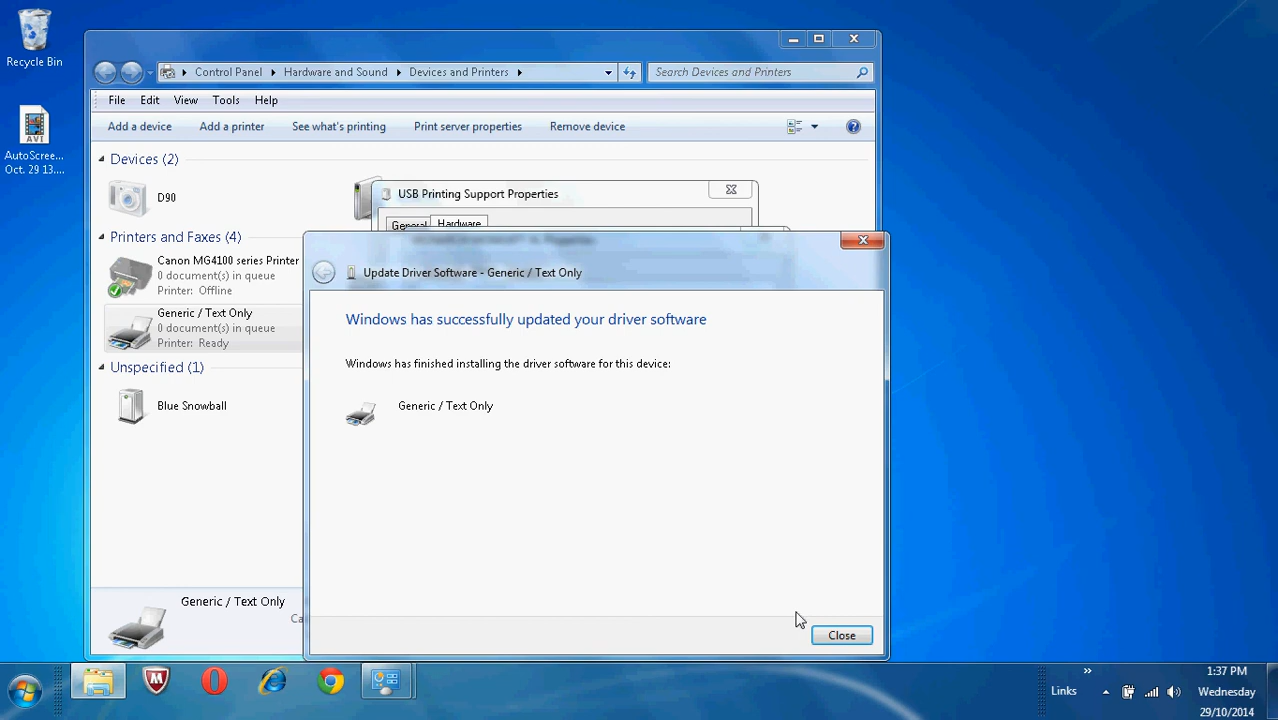 Recycle Bin
AVI
AutoScree...
Oct. 29 13....
Control Panel Hardware and Sound Devices and Printers Search Devices and Printers
File Edit View Tools Help
Add a device Add a printer See what's printing Print server properties Remove device
Devices (2)
D90
USB Printing Support Properties
General Hardware
Printers and Faxes (4)
Canon MG4100 series Printer
0 document(s) in queue
Printer: Offline
Generic / Text Only
0 document(s) in queue
Printer: Ready
Unspecified (1)
Blue Snowball
Update Driver Software - Generic / Text Only
Windows has successfully updated your driver software
Windows has finished installing the driver software for this device:
Generic / Text Only
Close
Generic / Text Only
Ca
Links
1:37 PM
Wednesday
29/10/2014